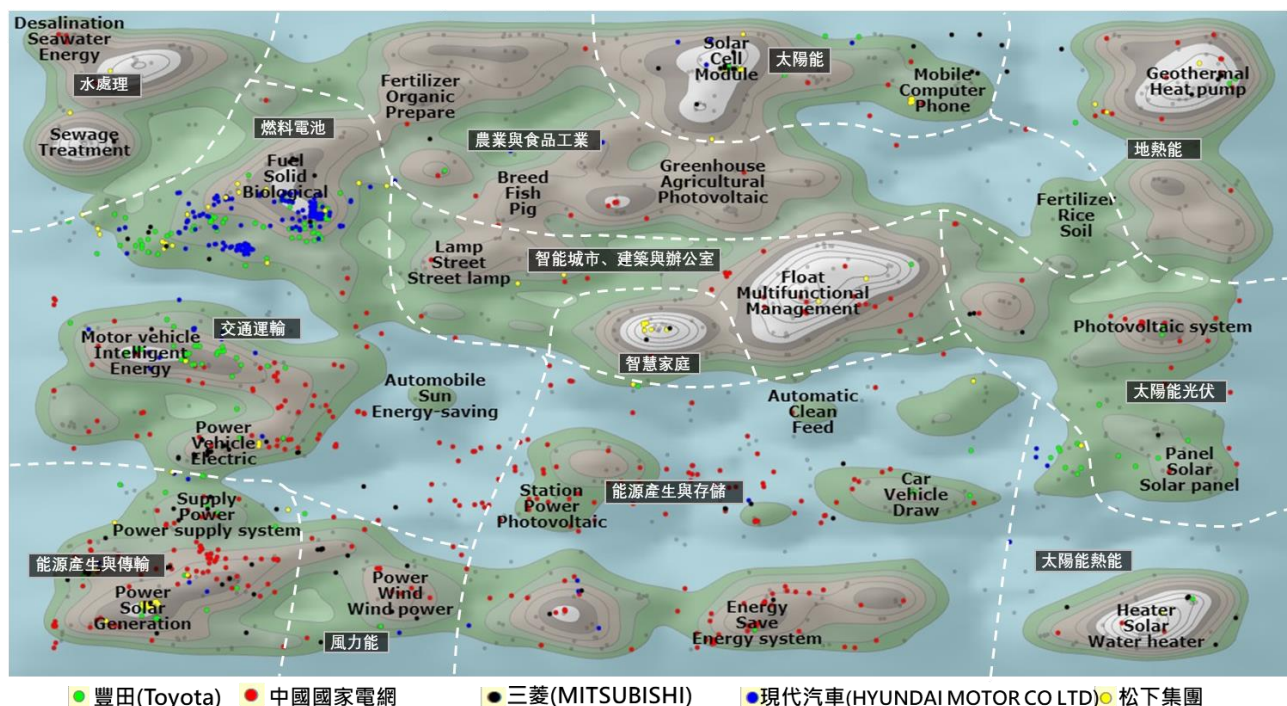 Desalination
Seawater
Energy
水處理
Sewage
Treatment
Fertilizer
Organic
Prepare
燃料電池
Fuel
Solid
Biological
農業與食品工業
Solar
Cell
Module
太陽能
Mobile
Computer
Phone
Geothermal
Heat pump
地熱能
Breed
Fish
Pig
Greenhouse
Agricultural
Photovoltaic
Fertilizer
Rice
Soil
Lamp
Street
Street lamp
智能城市、建築與辦公室
Float
Multifunctional
Management
交通運輸
Motor vehicle
Intelligent
Energy
智慧家庭
Photovoltaic system
Automobile
Sun
Energy-saving
Automatic
Clean
Feed
太陽能光伏
Power
Vehicle
Electric
Panel
Solar
Solar panel
Supply
Power
Power supply system
Station
Power
Photovoltaic
能源產生與存儲
Car
Vehicle
Draw
能源產生與傳輸
Power
Solar
Generation
Power
Wind
Wind power
風力能
Energy
Save
Energy system
太陽能熱能
Heater
Solar
Water heater
豐田(Toyota) 中國國家電網 三菱(MITSUBISHI) 現代汽車(HYUNDAI MOTOR CO LTD) 松下集團